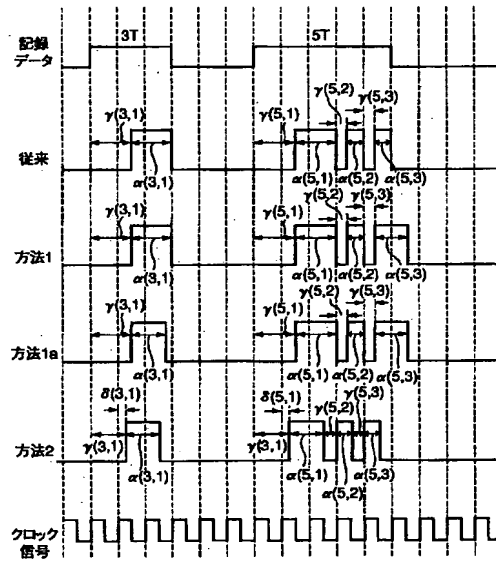 記録
データ
3T
5T
従来
γ(3,1)
α(3,1)
γ(5,1)
γ(5,2)
γ(5,3)
α(5,1)
α(5,2)
α(5,3)
方法1
γ(3,1)
α(3,1)
γ(5,1)
γ(5,2)
γ(5,3)
α(5,1)
α(5,2)
α(5,3)
方法1a
γ(3,1)
α(3,1)
γ(5,1)
γ(5,2)
γ(5,3)
α(5,1)
α(5,2)
α(5,3)
方法2
δ(3,1)
γ(3,1)
α(3,1)
δ(5,1)
γ(3,1)
γ(5,2)
γ(5,3)
α(5,1)
α(5,2)
α(5,3)
クロック
信号